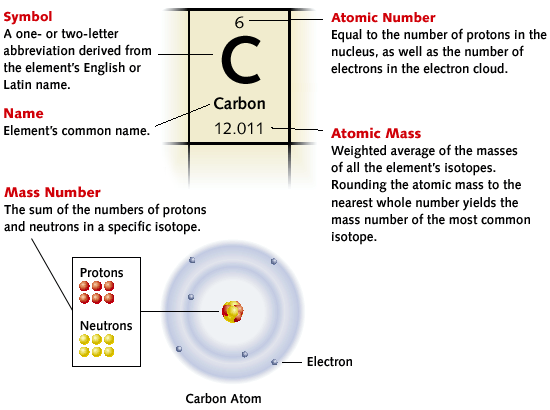 Symbol
A one- or two-letter
abbreviation derived from
the element's English or
Latin name.
Name
Element's common name.
6
C
Carbon
12.011
Atomic Number
Equal to the number of protons in the
nucleus, as well as the number of
electrons in the electron cloud.
Atomic Mass
Weighted average of the masses
of all the element's isotopes.
Rounding the atomic mass to the
nearest whole number yields the
mass number of the most common
isotope.
Mass Number
The sum of the numbers of protons
and neutrons in a specific isotope.
Protons
Neutrons
Electron
Carbon Atom